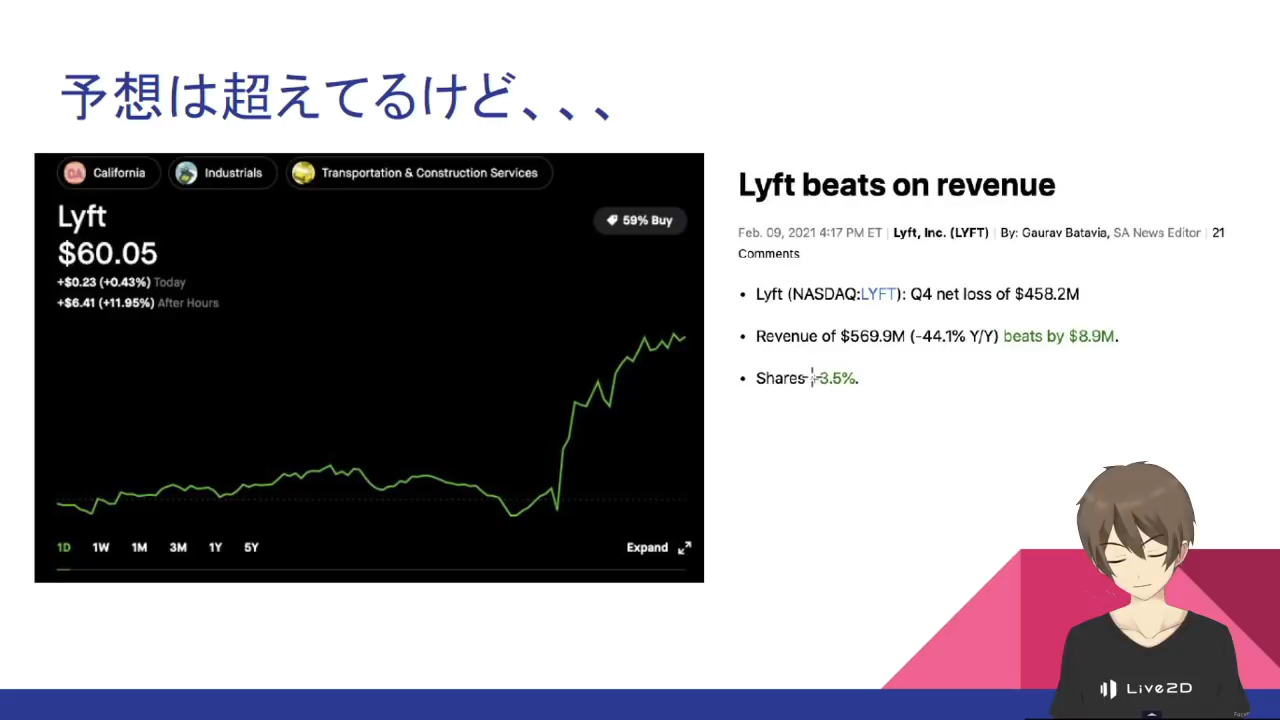 予想は超えてるけど、、、
California
Industrials
Transportation & Construction Services
Lyft
59% Buy
$60.05
+$0.23 (+0.43%) Today
+$6.41 (+11.95%) After Hours
1D 1W 1M 3M 1Y 5Y
Expand
Lyft beats on revenue
Feb. 09, 2021 4:17 PM ET | Lyft, Inc. (LYFT) | By: Gaurav Batavia, SA News Editor | 21
Comments
• Lyft (NASDAQ:LYFT): Q4 net loss of $458.2M
• Revenue of $569.9M (-44.1% Y/Y) beats by $8.9M.
• Shares +3.5%.
Live2D